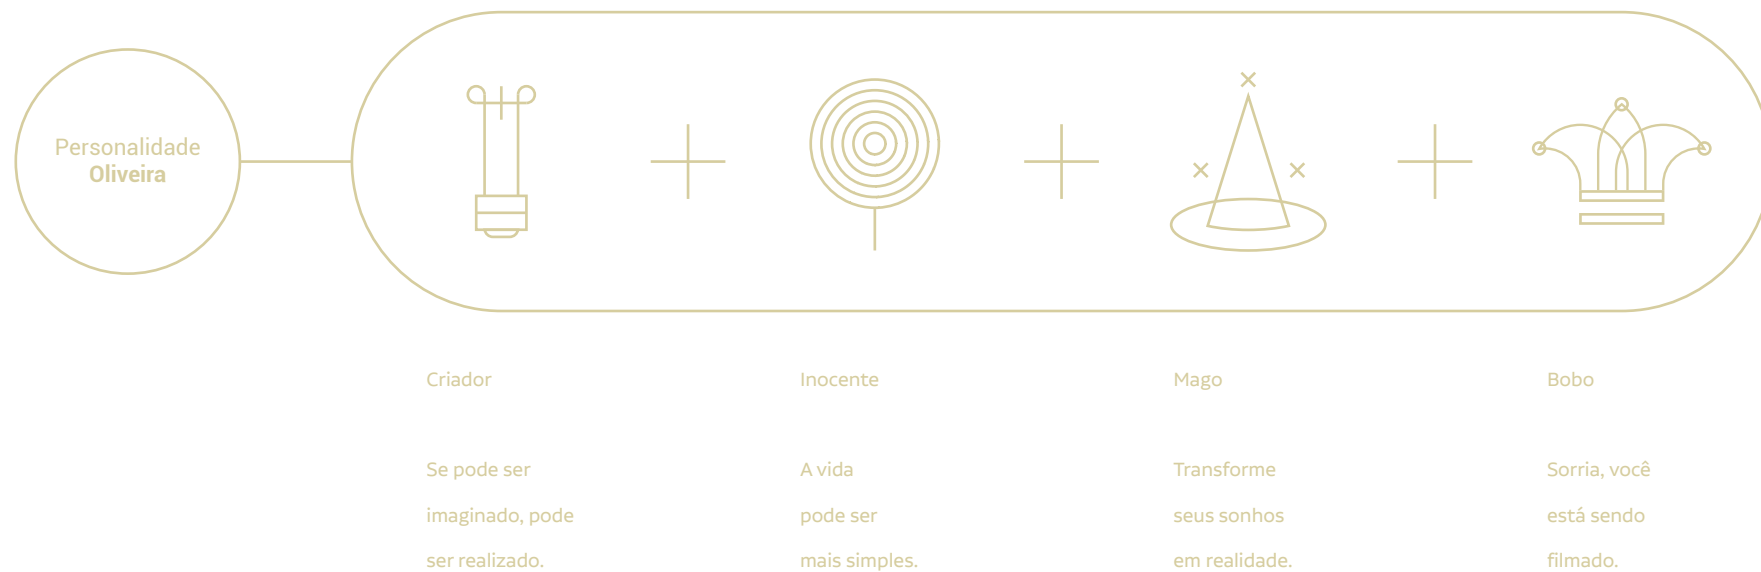 Personalidade
Oliveira
Criador
Se pode ser
imaginado, pode
ser realizado.
Inocente
A vida
pode ser
mais simples.
Mago
Transforme
seus sonhos
em realidade.
Bobo
Sorria, você
está sendo
filmado.